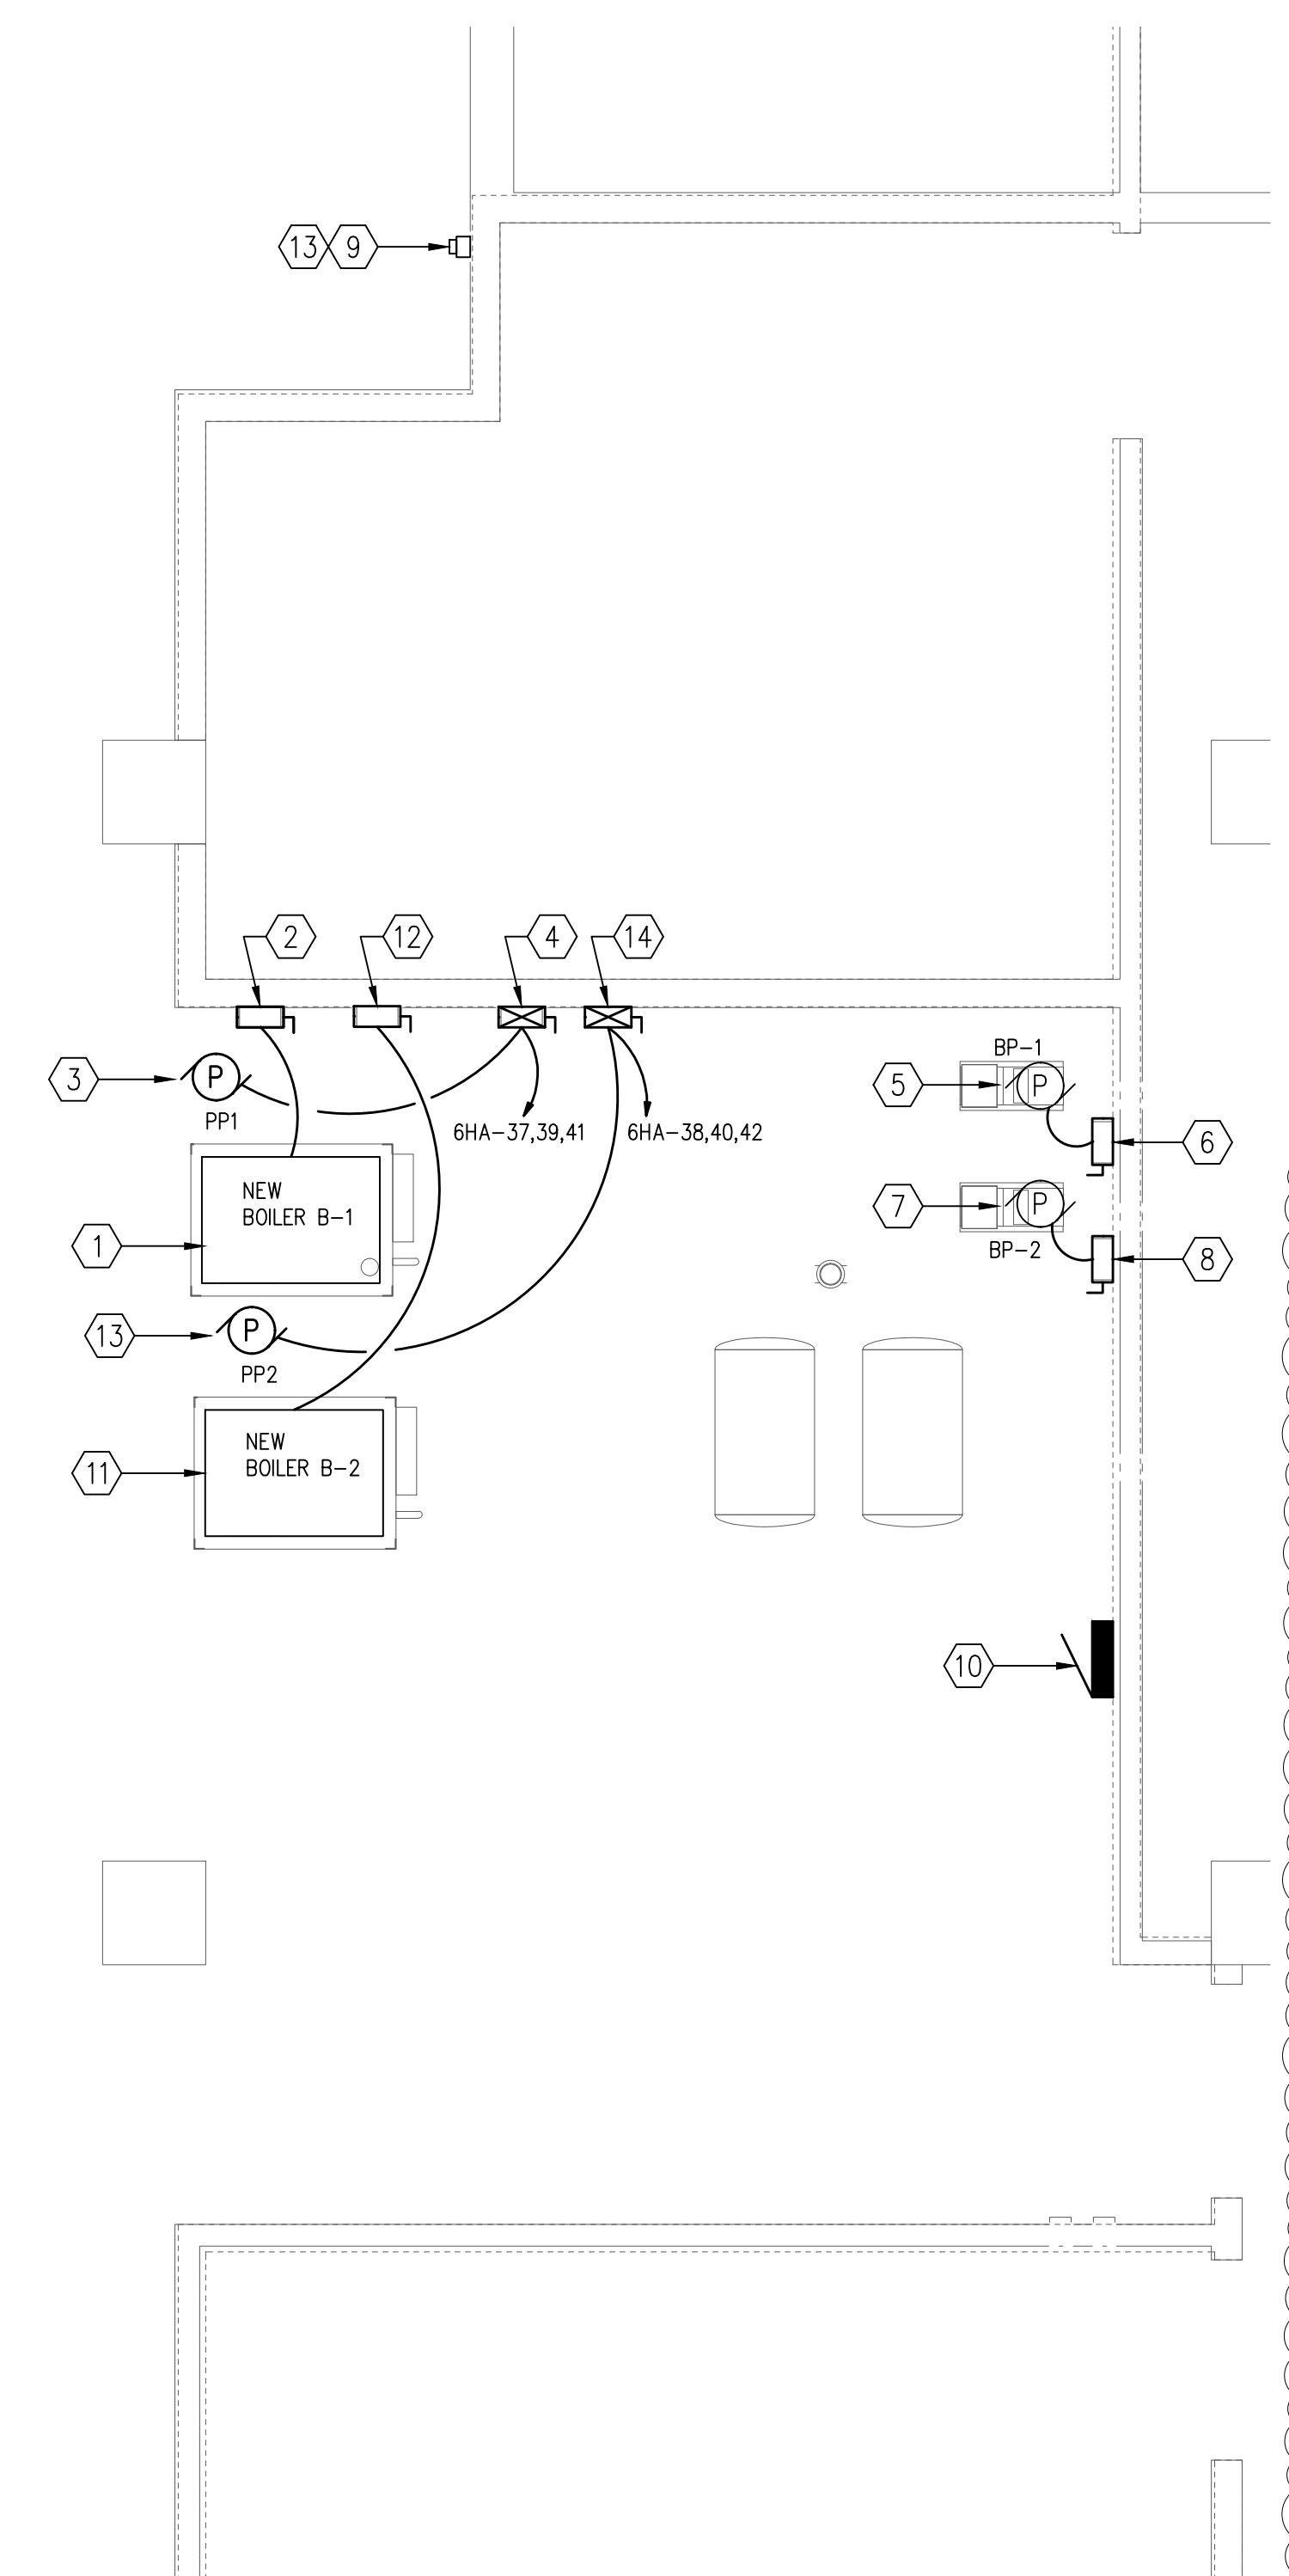 13 9
2 12 4 14
3 P
PP1
BP-1
5 P
6HA-37,39,41 6HA-38,40,42
6
NEW
BOILER B-1
7 P
1
BP-2
8
13 P
PP2
NEW
BOILER B-2
11
10